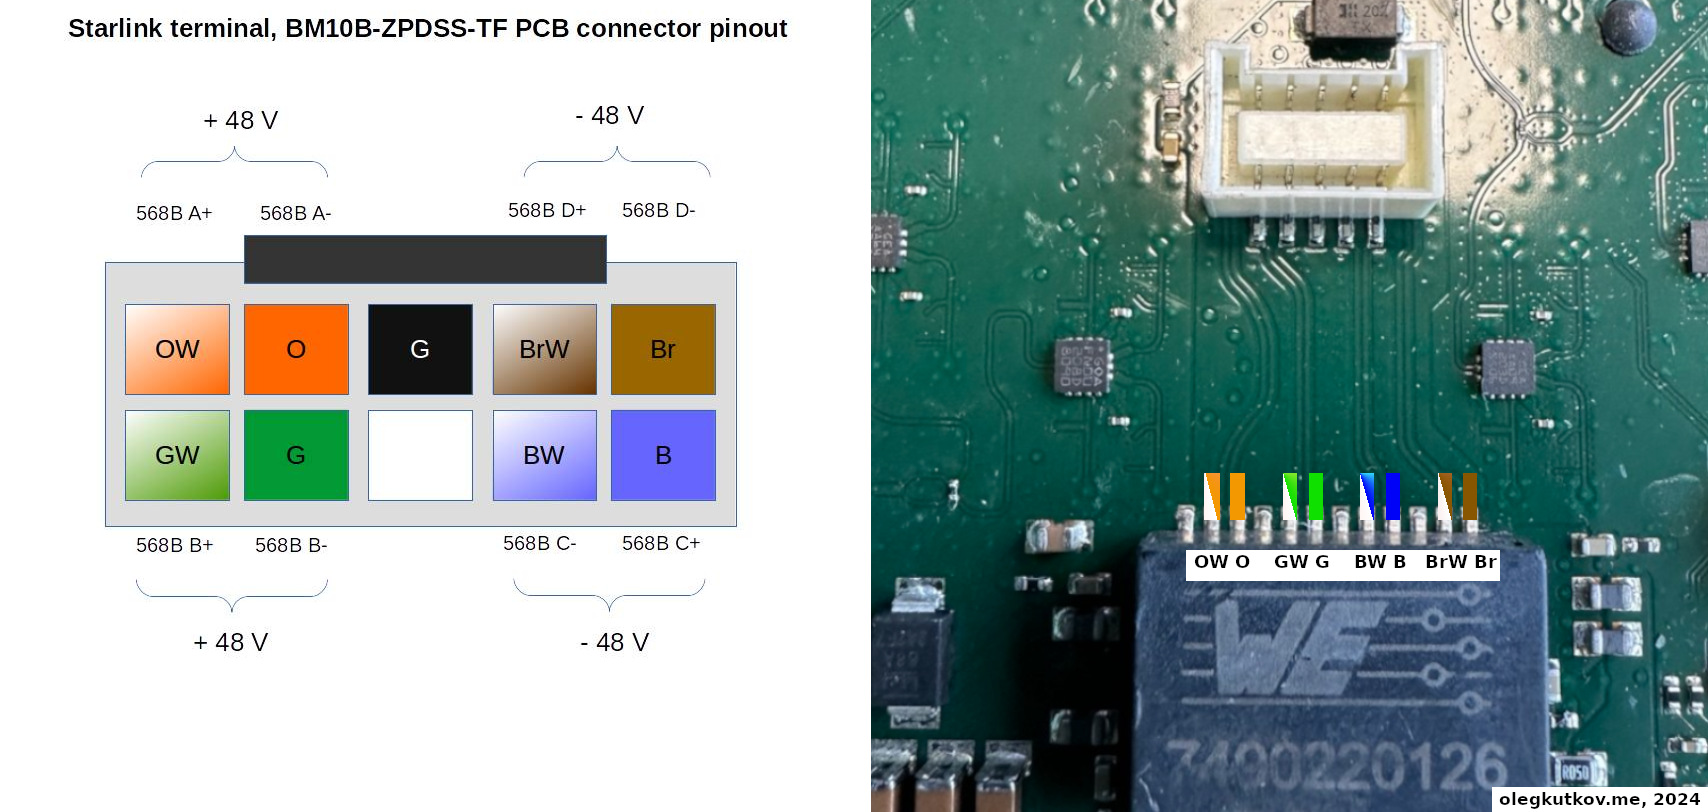 Starlink terminal, BM10B-ZPDSS-TF PCB connector pinout
+ 48 V
- 48 V
568B A+
568B A-
568B D+
568B D-
OW
O
G
BrW
Br
GW
G
BW
B
568B B+
568B B-
568B C-
568B C+
+ 48 V
- 48 V
202
OW O GW G BW B BrW Br
WE
7490220126
R050
olegkutkov.me, 2024